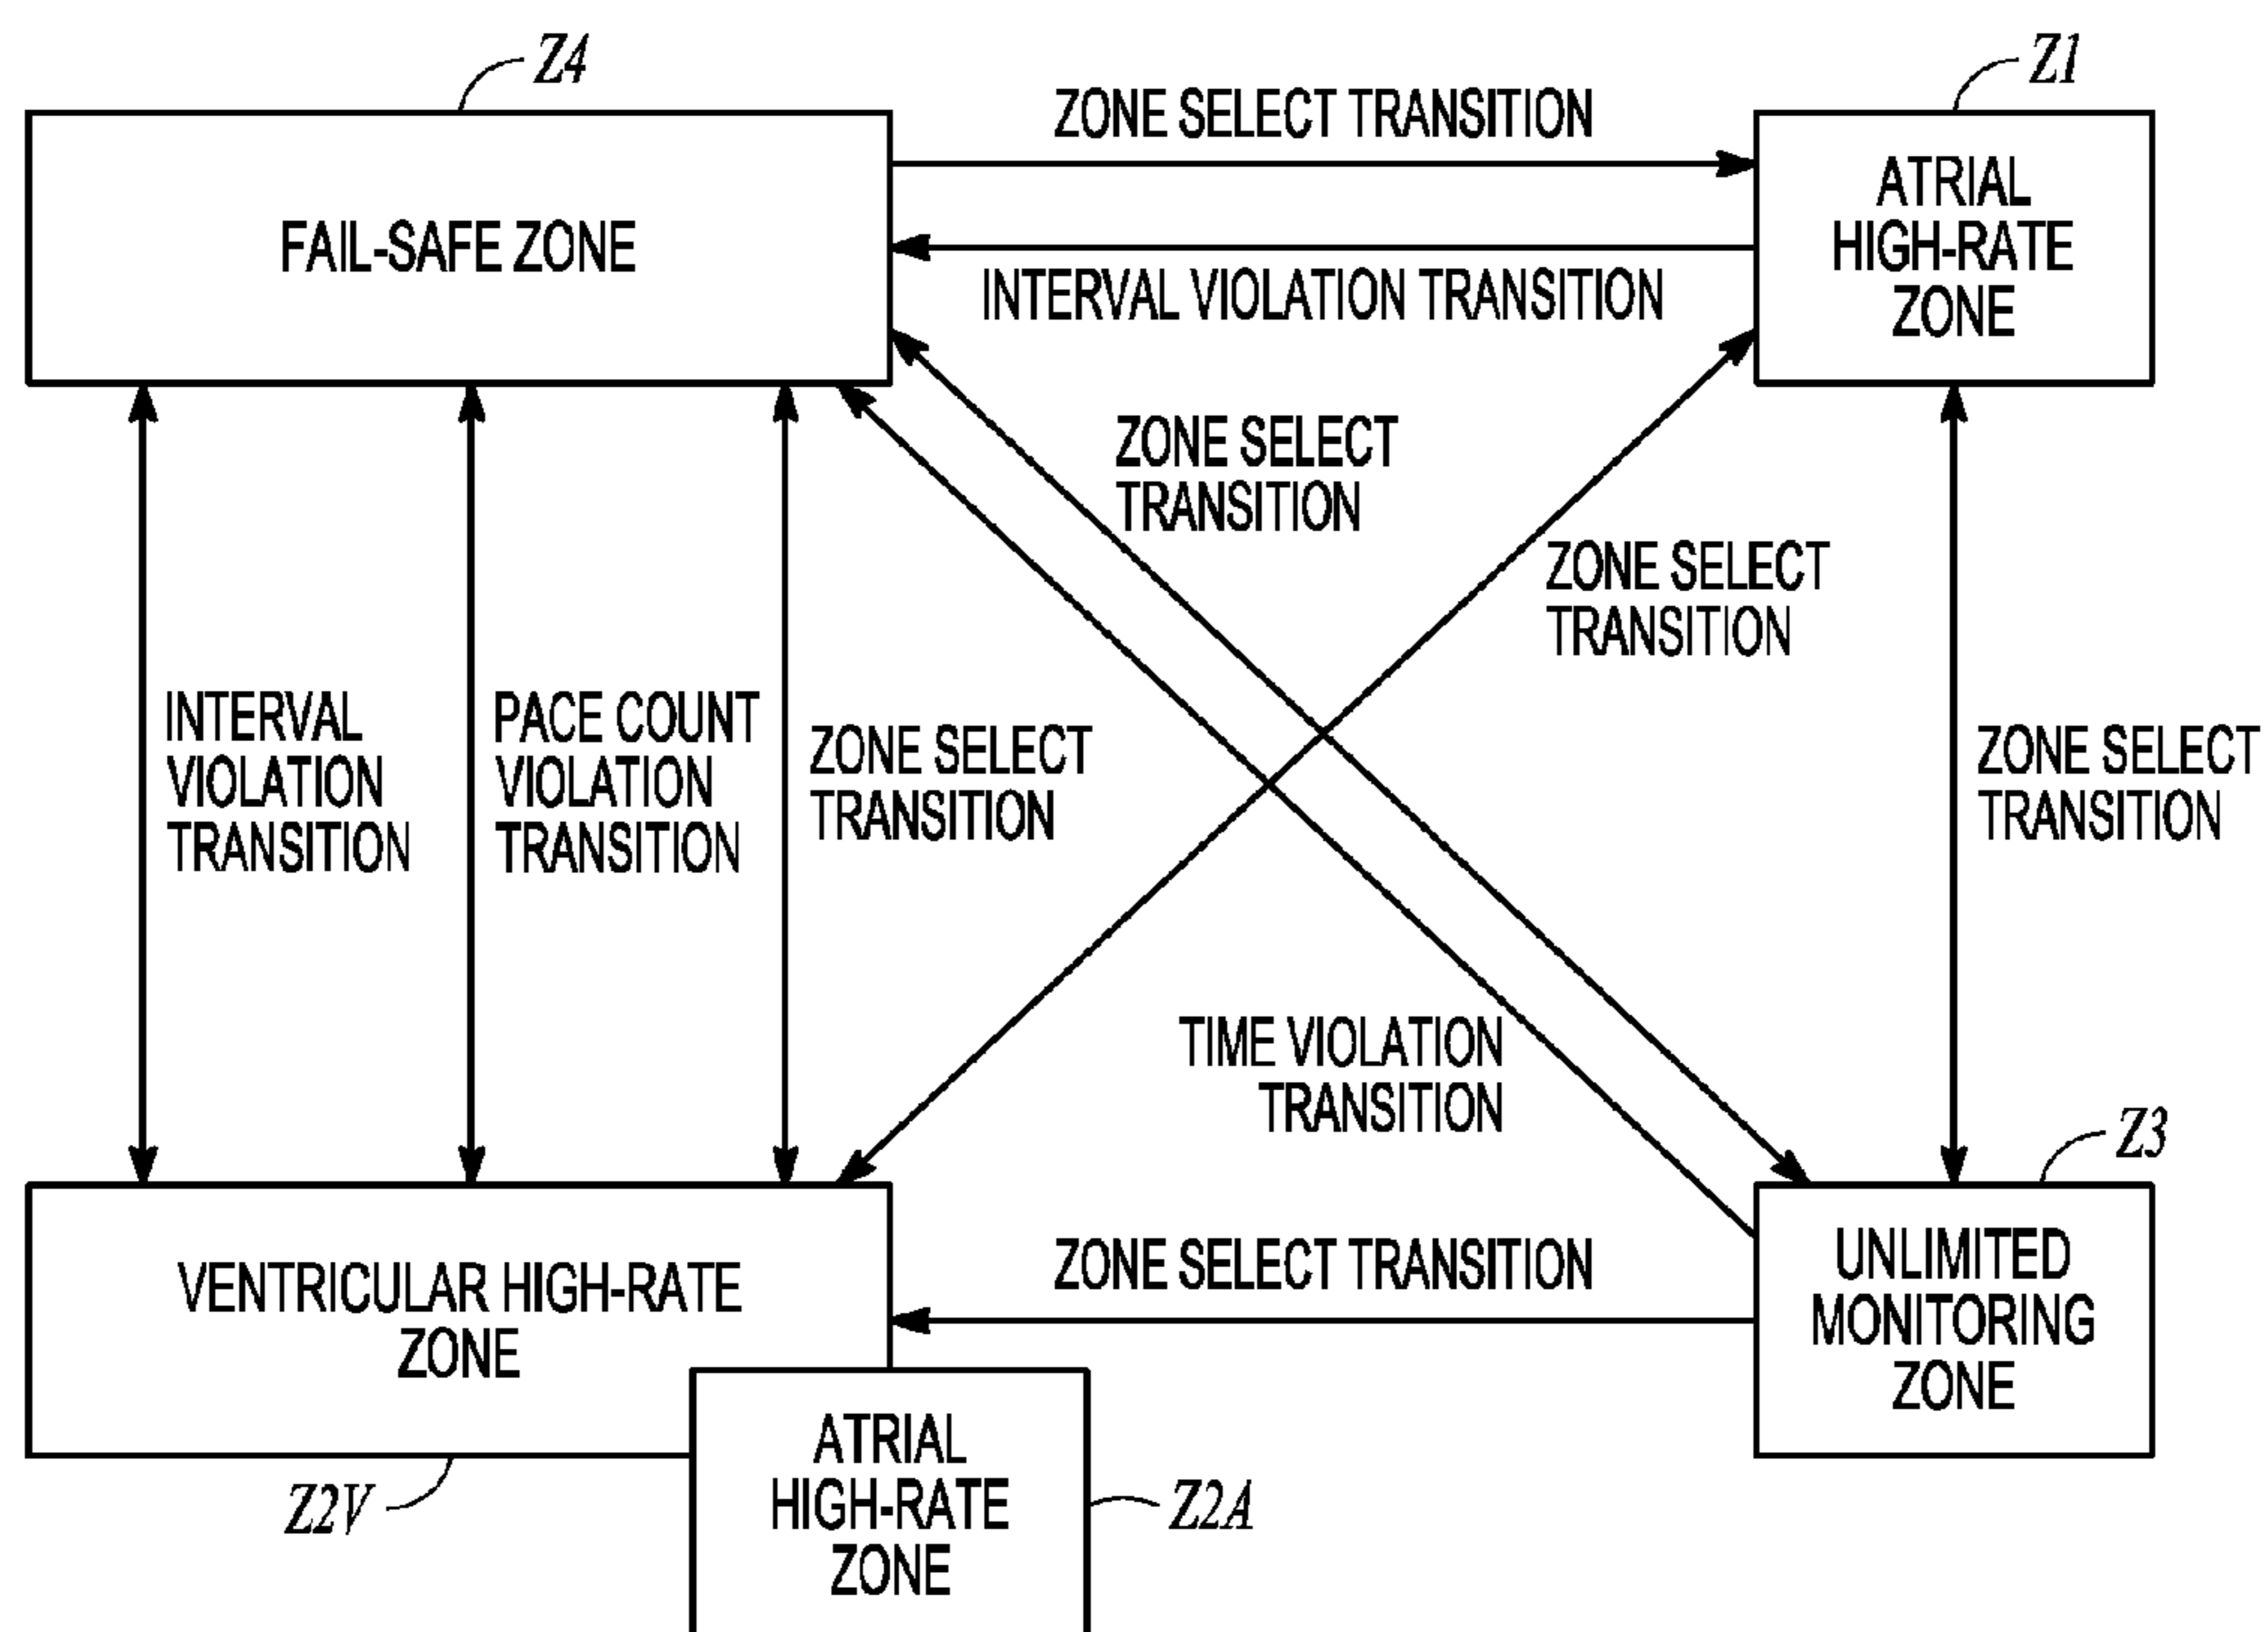 Z4
Z1
ZONE SELECT TRANSITION
FAIL-SAFE ZONE
ATRIAL
HIGH-RATE
ZONE
INTERVAL VIOLATION TRANSITION
ZONE SELECT
TRANSITION
ZONE SELECT
TRANSITION
INTERVAL
VIOLATION
TRANSITION
PACE COUNT
VIOLATION
TRANSITION
ZONE SELECT
TRANSITION
ZONE SELECT
TRANSITION
TIME VIOLATION
TRANSITION
Z3
ZONE SELECT TRANSITION
VENTRICULAR HIGH-RATE
ZONE
UNLIMITED
MONITORING
ZONE
Z2V
ATRIAL
HIGH-RATE
ZONE
Z2A